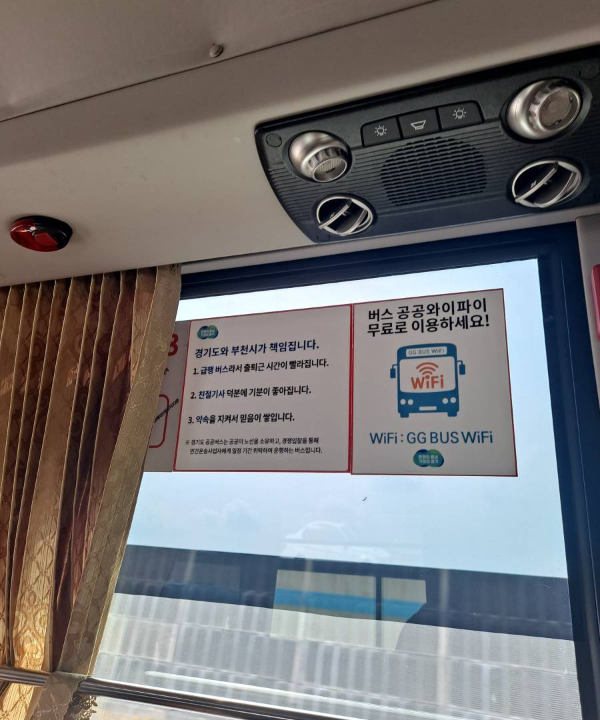 경기도와 부천시가 책임집니다.
1. 급행 버스라서 출퇴근 시간이 빨라집니다.
2. 친절기사 덕분에 기분이 좋아집니다.
3. 약속을 지켜서 믿음이 쌓입니다.
※ 경기도 공공버스는 공공이 노선을 소유하고, 경쟁입찰을 통해
민간운송사업자에게 일정 기간 위탁하여 운행하는 버스입니다.
버스 공공와이파이
무료로 이용하세요!
GG BUS WiFi
WiFi
WiFi : GG BUS WiFi